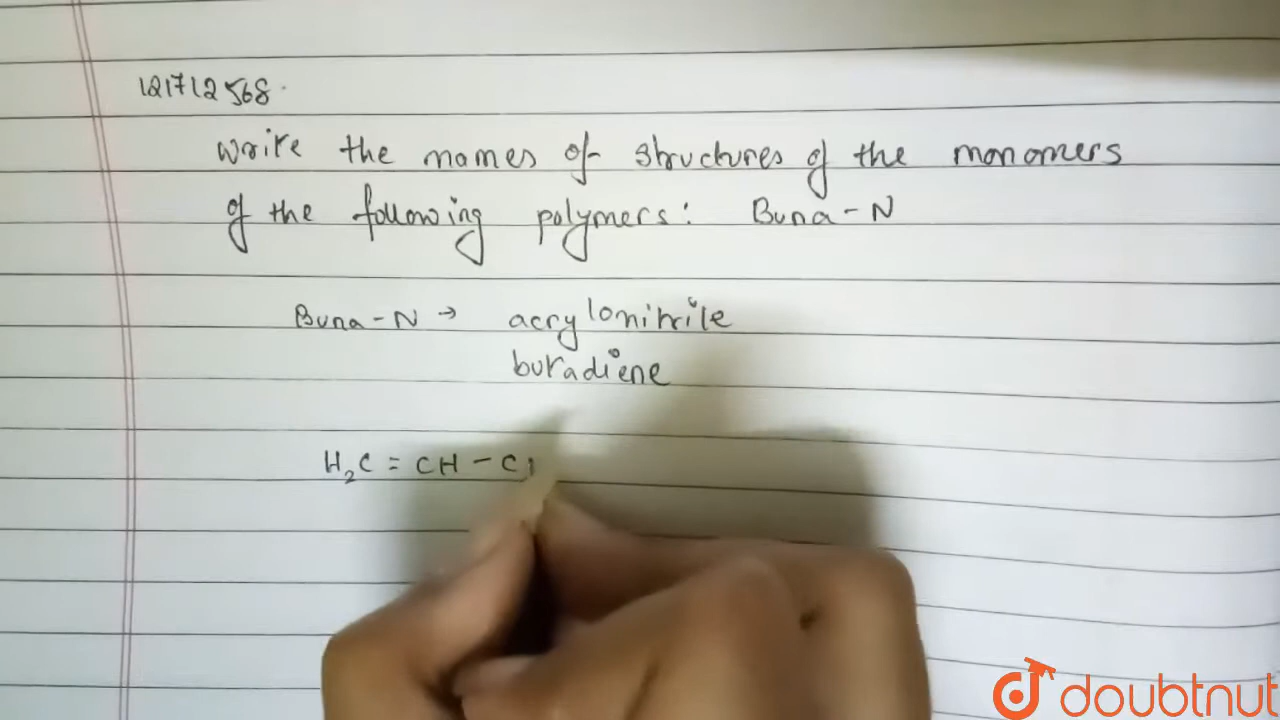 121712568.
Write the names of structures of the monomers
of the following polymers: Buna-N
Buna-N → acrylonitrile
butadiene
H₂C = CH - C
doubtnut